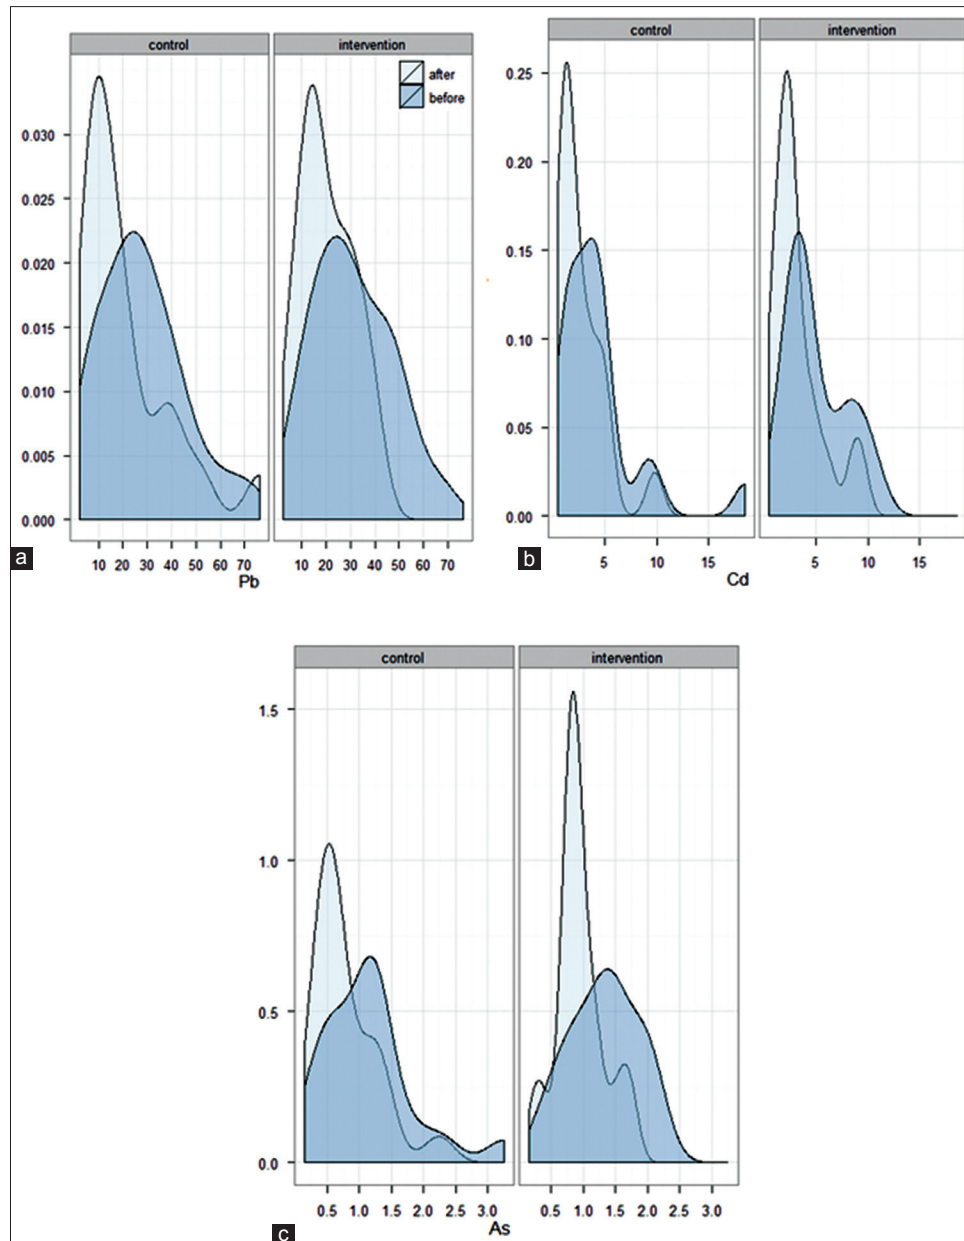 control intervention
after
before
0.030
0.025
0.020
0.015
0.010
0.005
0.000
10 20 30 40 50 60 70 10 20 30 40 50 60 70
a
Pb
control intervention
0.25
0.20
0.15
0.10
0.05
0.00
5 10 15 5 10 15
b
Cd
control intervention
1.5
1.0
0.5
0.0
0.5 1.0 1.5 2.0 2.5 3.0 0.5 1.0 1.5 2.0 2.5 3.0
c
As